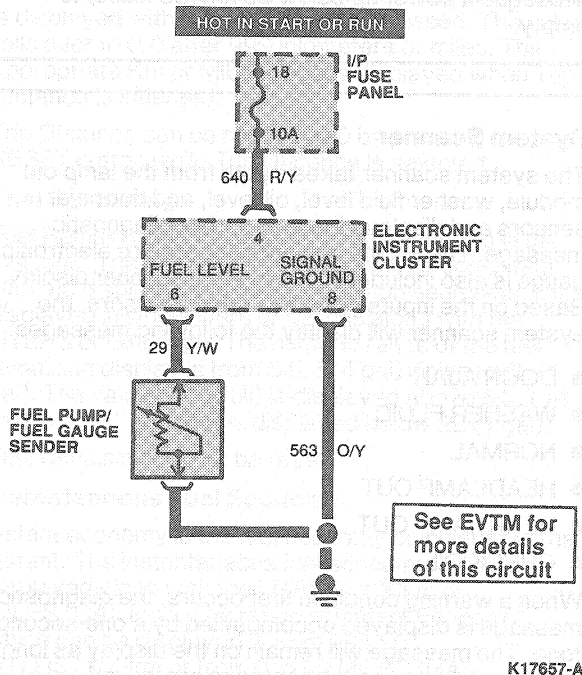 HOT IN START OR RUN
I/P
FUSE
PANEL
18
10A
640 R/Y
4
ELECTRONIC
INSTRUMENT
CLUSTER
FUEL LEVEL
SIGNAL
GROUND
6
8
29 Y/W
FUEL PUMP/
FUEL GAUGE
SENDER
563 O/Y
See EVTM for
more details
of this circuit
K17657-A